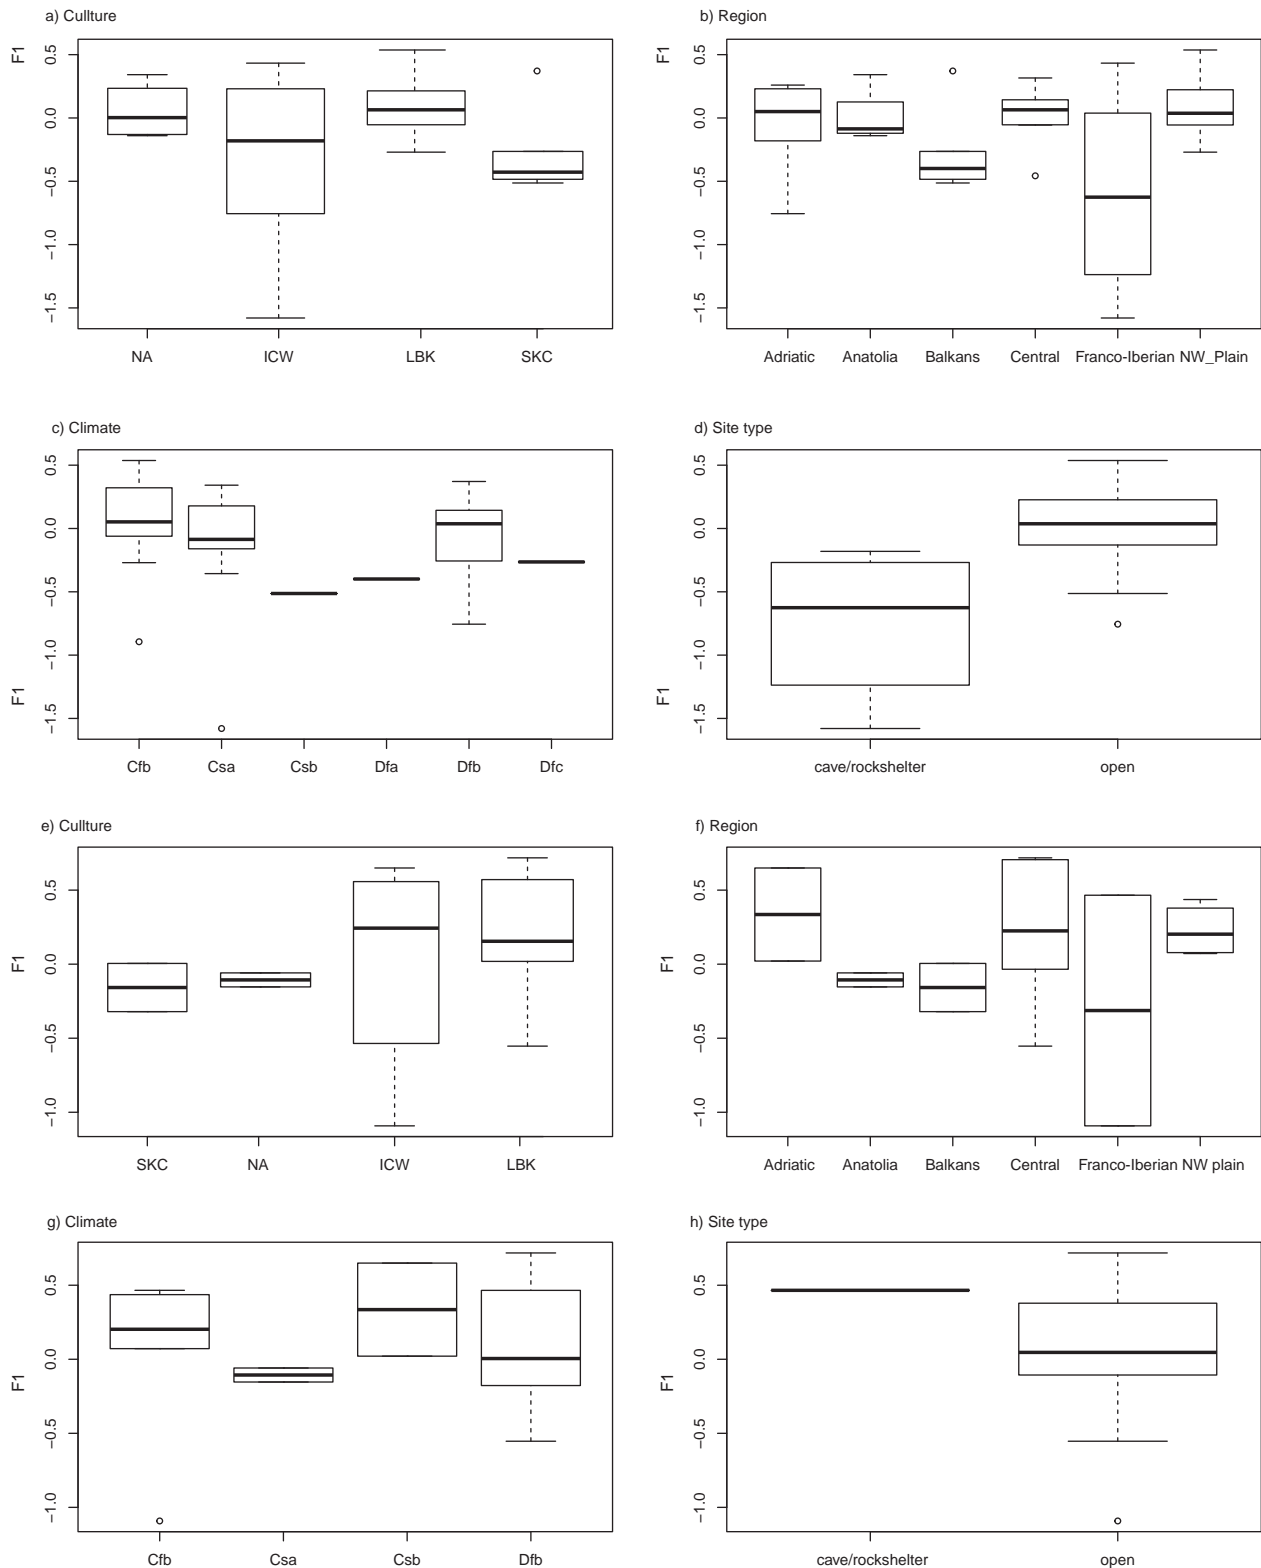 a) Cullture
b) Region
F1
0.5
0.0
−0.5
−1.0
−1.5
NA ICW LBK SKC
F1
0.5
0.0
−0.5
−1.0
−1.5
Adriatic Anatolia Balkans Central Franco-Iberian NW_Plain
c) Climate
d) Site type
0.5
0.0
−0.5
−1.0
−1.5
F1
Cfb Csa Csb Dfa Dfb Dfc
0.5
0.0
−0.5
−1.0
−1.5
F1
cave/rockshelter open
e) Cullture
f) Region
0.5
0.0
−0.5
−1.0
F1
SKC NA ICW LBK
0.5
0.0
−0.5
−1.0
F1
Adriatic Anatolia Balkans Central Franco-Iberian NW plain
g) Climate
h) Site type
0.5
0.0
−0.5
−1.0
F1
Cfb Csa Csb Dfb
0.5
0.0
−0.5
−1.0
F1
cave/rockshelter open